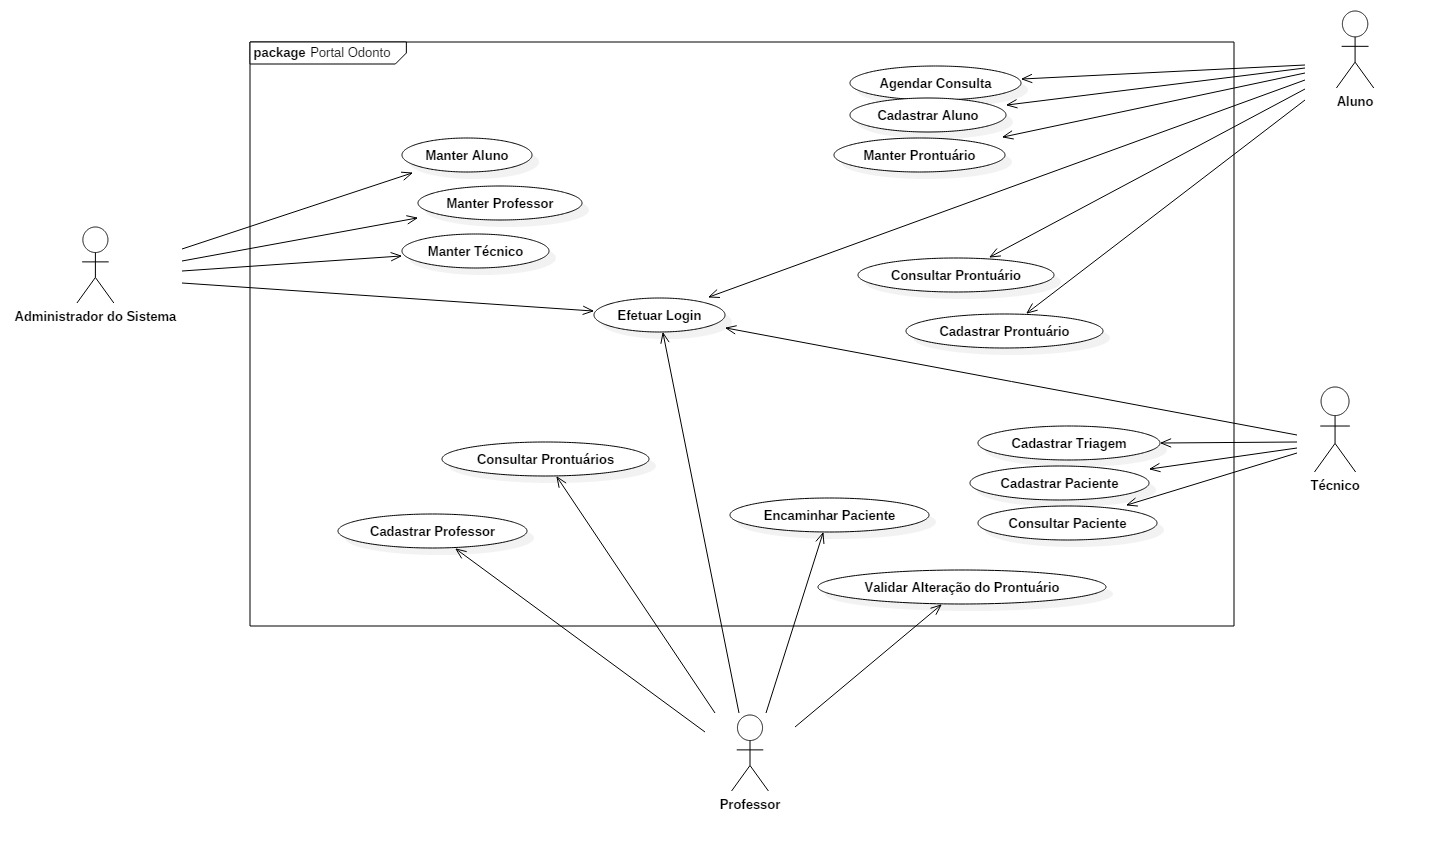 package Portal Odonto
Agendar Consulta
Aluno
Cadastrar Aluno
Manter Aluno
Manter Prontuário
Manter Professor
Manter Técnico
Consultar Prontuário
Administrador do Sistema
Efetuar Login
Cadastrar Prontuário
Cadastrar Triagem
Consultar Prontuários
Cadastrar Paciente
Técnico
Encaminhar Paciente
Consultar Paciente
Cadastrar Professor
Validar Alteração do Prontuário
Professor